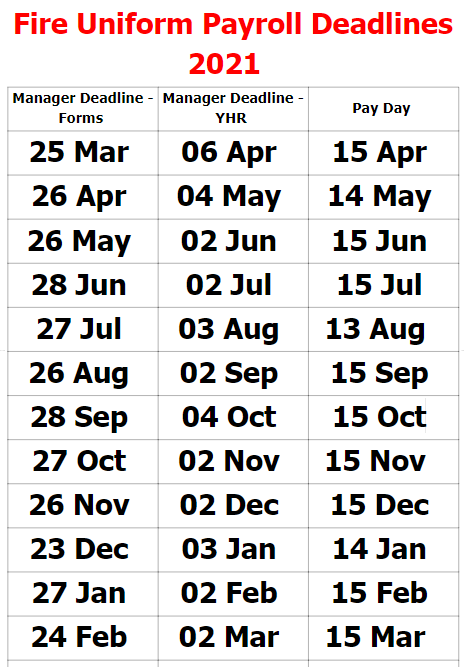 Fire Uniform Payroll Deadlines
2021
Manager Deadline - Manager Deadline - Pay Day
Forms YHR
25 Mar 06 Apr 15 Apr
26 Apr 04 May 14 May
26 May 02 Jun 15 Jun
28 Jun 02 Jul 15 Jul
27 Jul 03 Aug 13 Aug
26 Aug 02 Sep 15 Sep
28 Sep 04 Oct 15 Oct
27 Oct 02 Nov 15 Nov
26 Nov 02 Dec 15 Dec
23 Dec 03 Jan 14 Jan
27 Jan 02 Feb 15 Feb
24 Feb 02 Mar 15 Mar